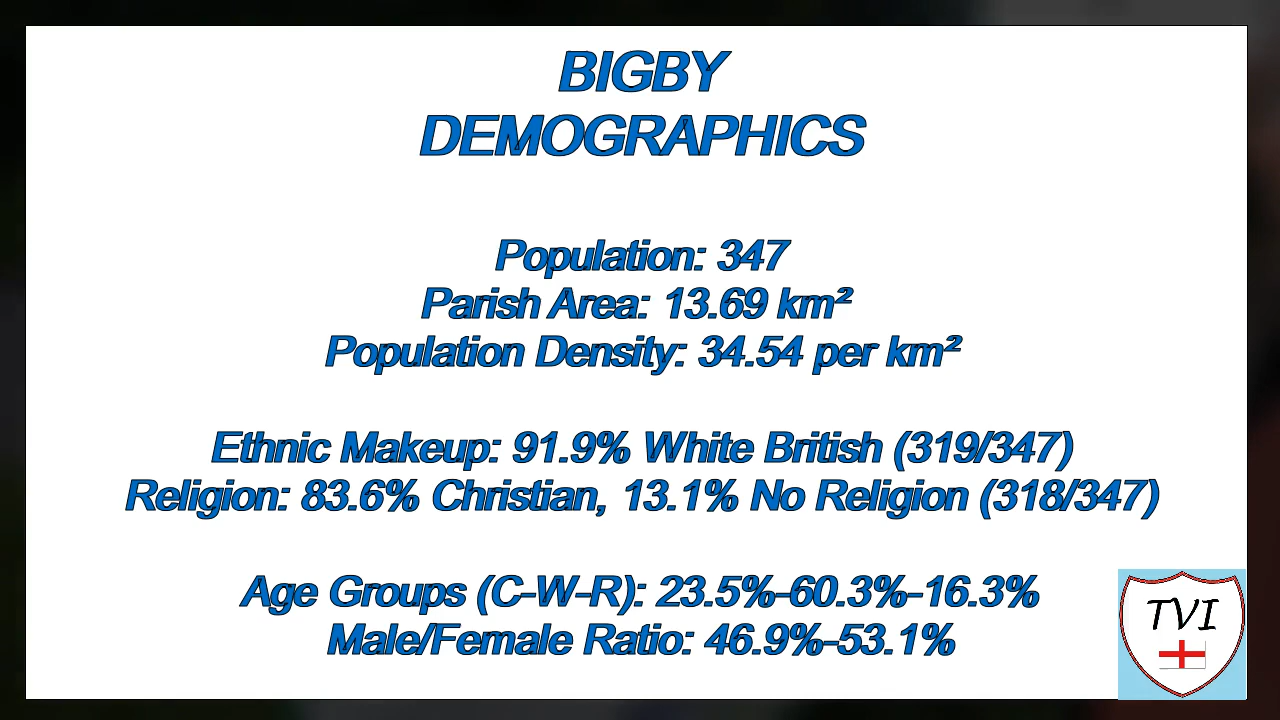 BIGBY
DEMOGRAPHICS
Population: 347
Parish Area: 13.69 km²
Population Density: 34.54 per km²
Ethnic Makeup: 91.9% White British (319/347)
Religion: 83.6% Christian, 13.1% No Religion (318/347)
Age Groups (C-W-R): 23.5%-60.3%-16.3%
Male/Female Ratio: 46.9%-53.1%
TVI